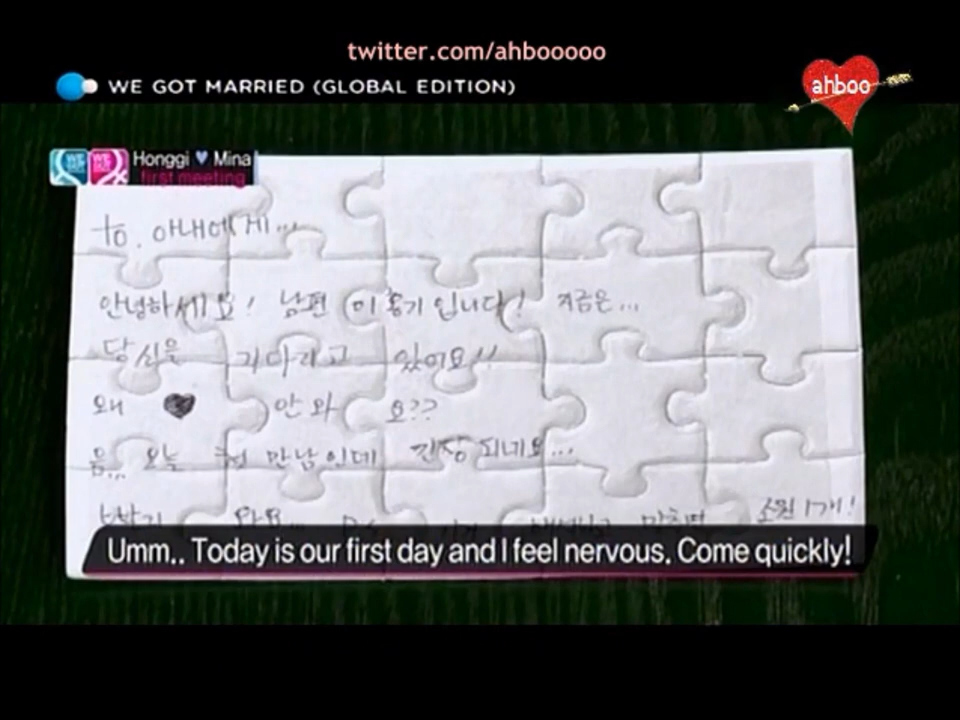 twitter.com/ahbooooo
WE GOT MARRIED (GLOBAL EDITION)
ahboo
Honggi ♥ Mina
first meeting
to. 아내에게...
안녕하세요! 남편 이홍기입니다! 지금은...
당신을 기다리고 있어요!!
왜 ♥ 안 와 요??
음... 오늘 첫 만남인데 긴장 되네요...
빨리 와요... 소원 1개!
Umm.. Today is our first day and I feel nervous. Come quickly!